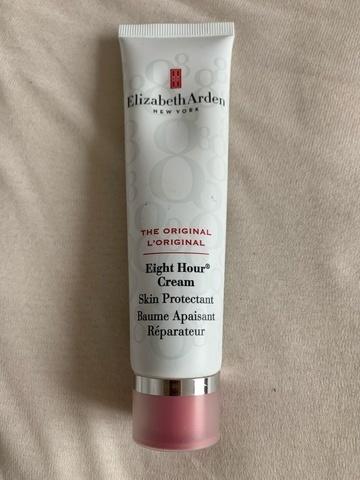 ElizabethArden
NEW YORK
THE ORIGINAL
L'ORIGINAL
Eight Hour®
Cream
Skin Protectant
Baume Apaisant
Réparateur